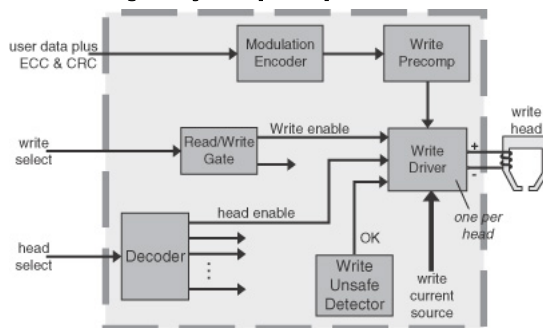 user data plus
ECC & CRC
Modulation
Encoder
Write
Precomp
write
select
Read/Write
Gate
Write enable
Write
Driver
+
-
write
head
head enable
one per
head
head
select
Decoder
OK
Write
Unsafe
Detector
write
current
source